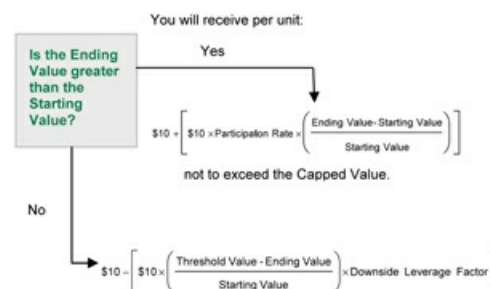 You will receive per unit:
Is the Ending
Value greater
than the
Starting
Value?
Yes
$10 + [ $10 × Participation Rate × ( Ending Value - Starting Value
Starting Value ) ]
not to exceed the Capped Value.
No
$10 – [ $10 × ( Threshold Value - Ending Value
Starting Value ) × Downside Leverage Factor